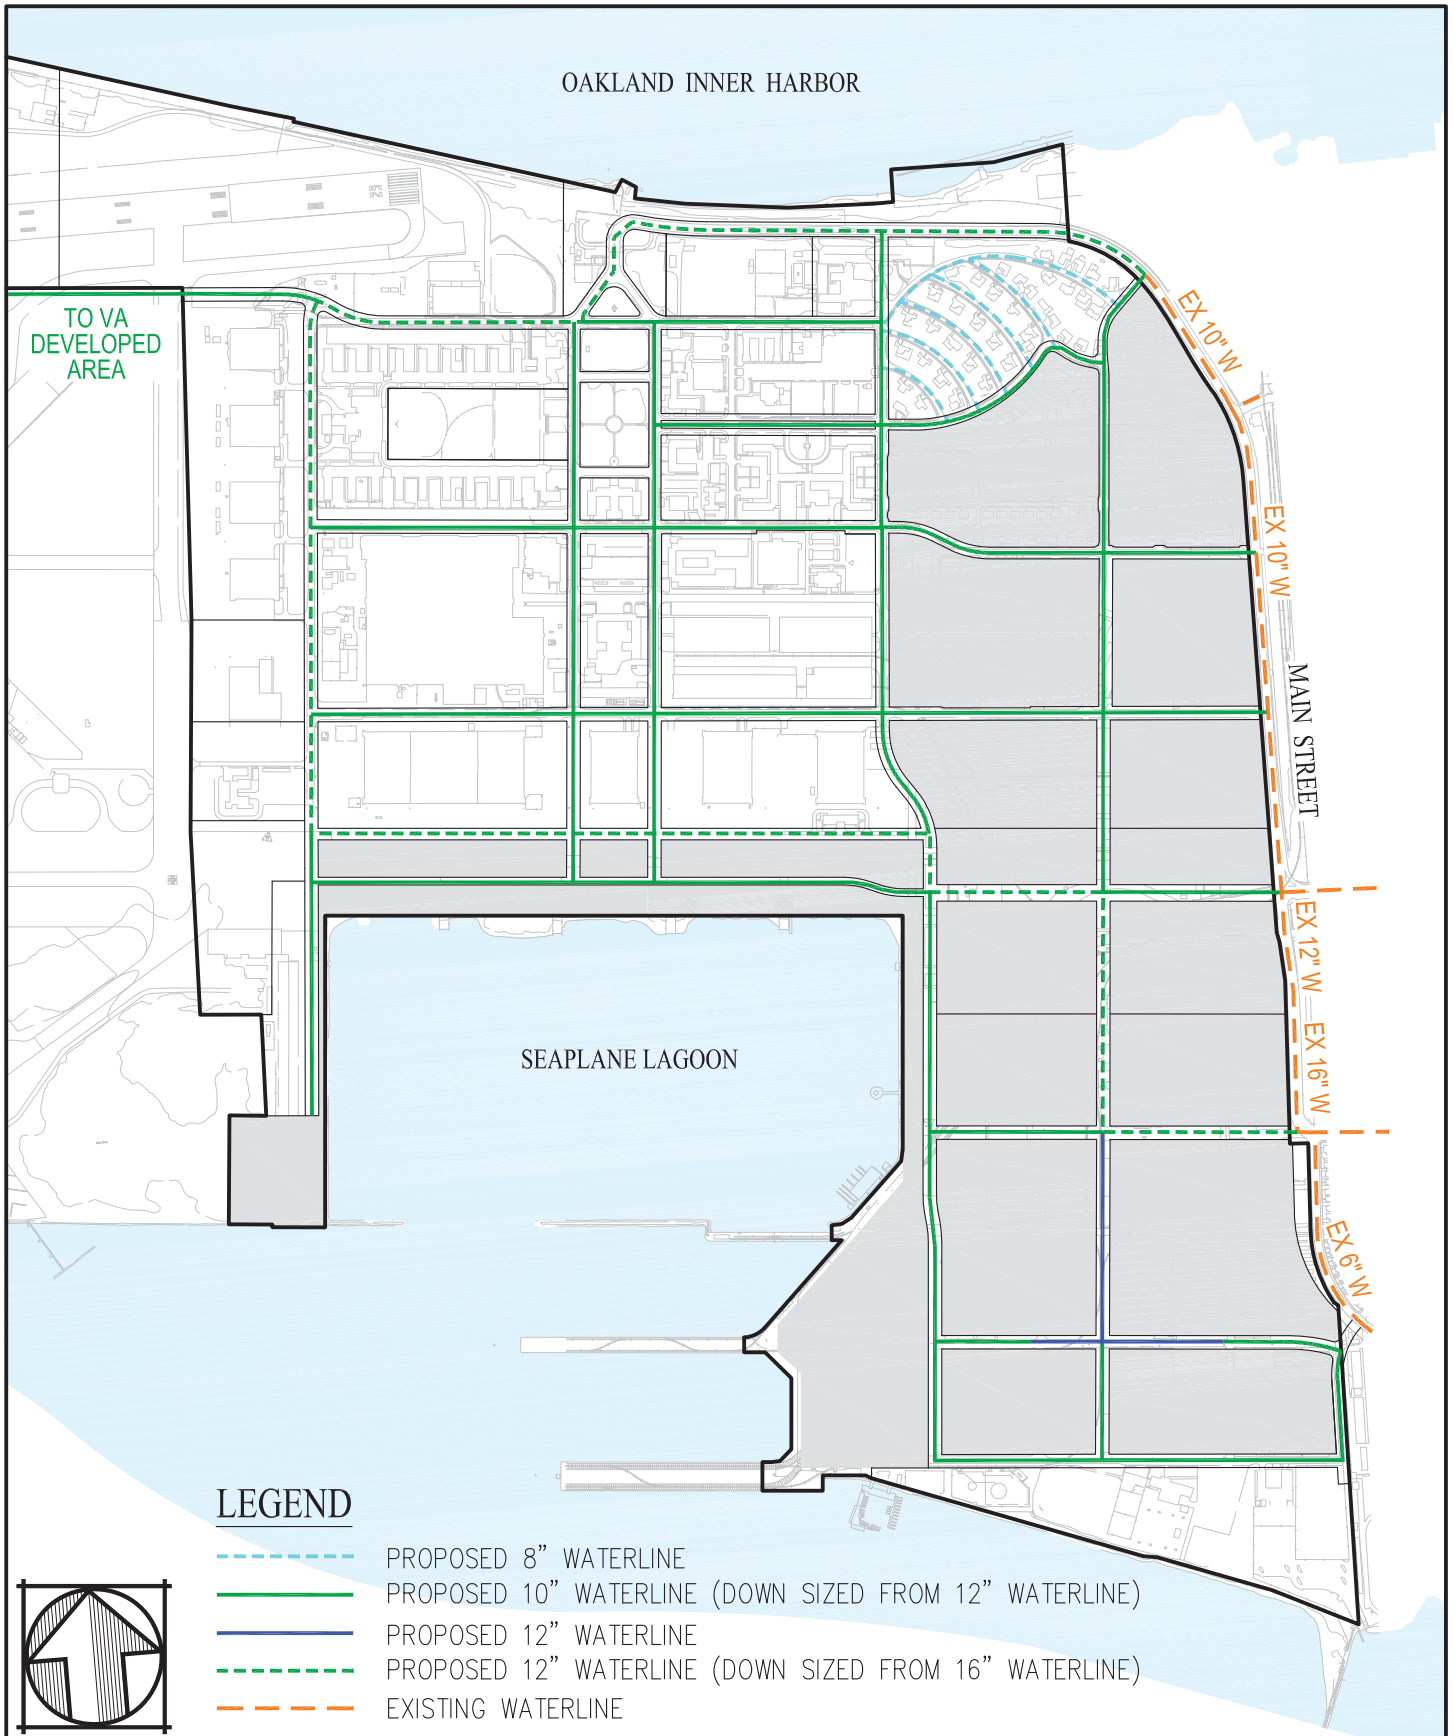 OAKLAND INNER HARBOR
25
TO VA
DEVELOPED
AREA
EX 10" W
EX 10" W
MAIN STREET
EX 12" W
EX 16" W
SEAPLANE LAGOON
EX 6" W
LEGEND
PROPOSED 8” WATERLINE
PROPOSED 10” WATERLINE (DOWN SIZED FROM 12” WATERLINE)
PROPOSED 12” WATERLINE
PROPOSED 12” WATERLINE (DOWN SIZED FROM 16” WATERLINE)
EXISTING WATERLINE